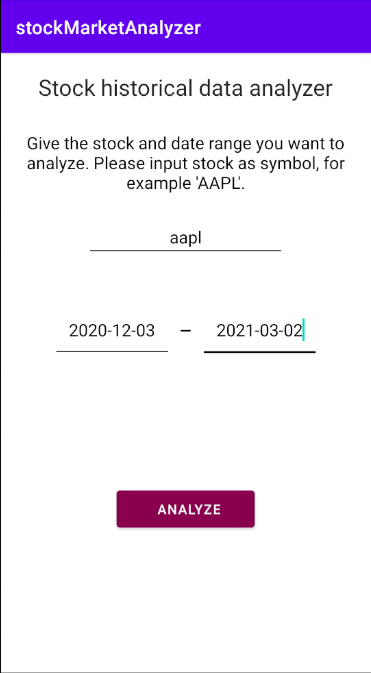 stockMarketAnalyzer
Stock historical data analyzer
Give the stock and date range you want to
analyze. Please input stock as symbol, for
example 'AAPL'.
aapl
2020-12-03 – 2021-03-02
ANALYZE